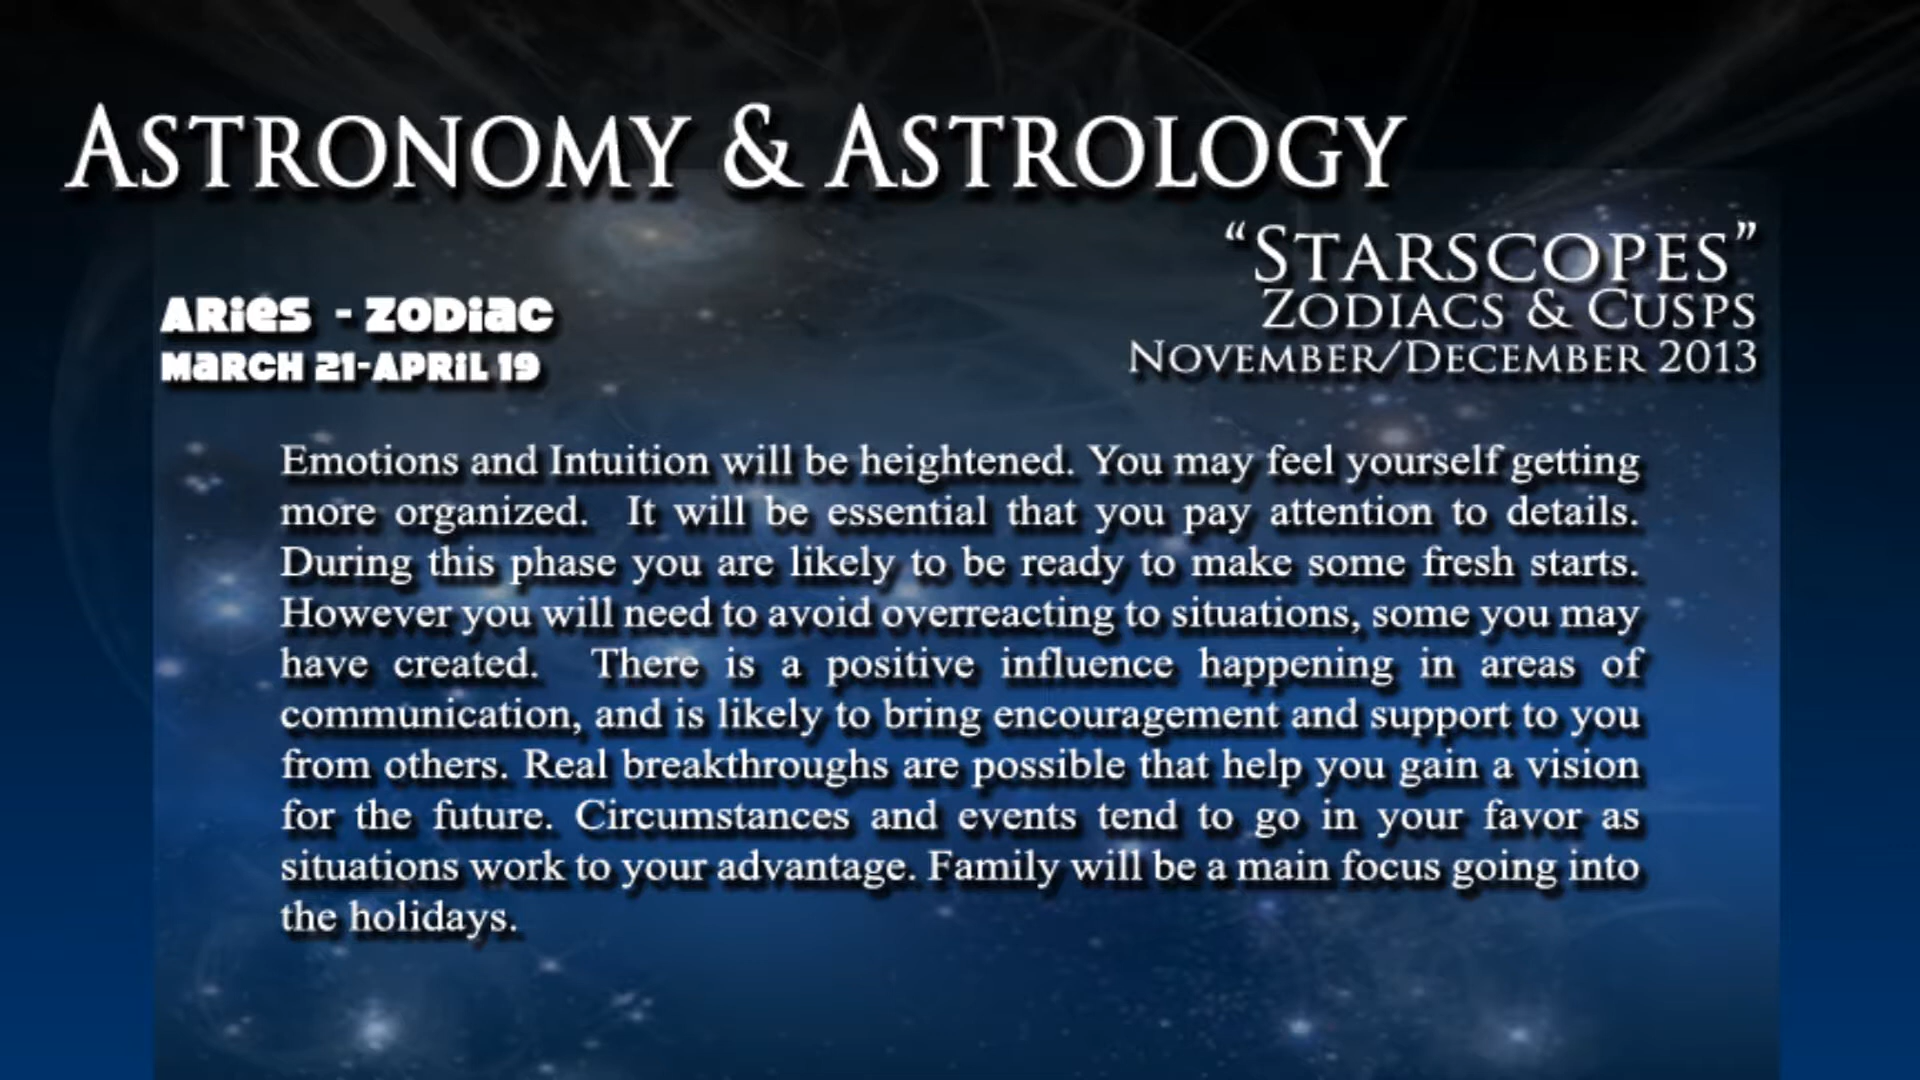 ASTRONOMY & ASTROLOGY
"STARSCOPES"
ZODIACS & CUSPS
NOVEMBER/DECEMBER 2013
Aries - Zodiac
March 21-April 19
Emotions and Intuition will be heightened. You may feel yourself getting
more organized.  It will be essential that you pay attention to details.
During this phase you are likely to be ready to make some fresh starts.
However you will need to avoid overreacting to situations, some you may
have created.  There is a positive influence happening in areas of
communication, and is likely to bring encouragement and support to you
from others. Real breakthroughs are possible that help you gain a vision
for the future. Circumstances and events tend to go in your favor as
situations work to your advantage. Family will be a main focus going into
the holidays.